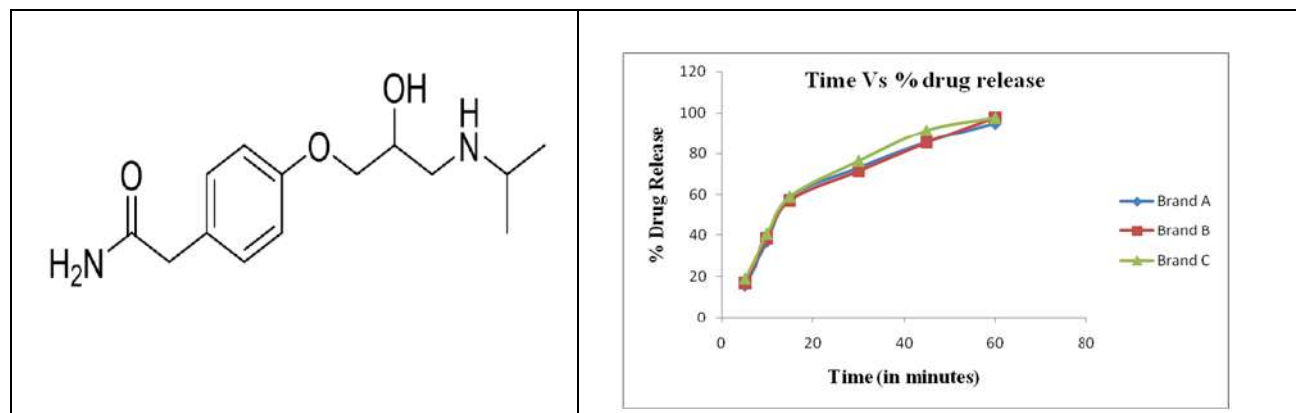 OH
H
N
O
O
H2N
Time Vs % drug release
120
100
80
60
40
20
0
% Drug Release
0 20 40 60 80
Time (in minutes)
Brand A
Brand B
Brand C